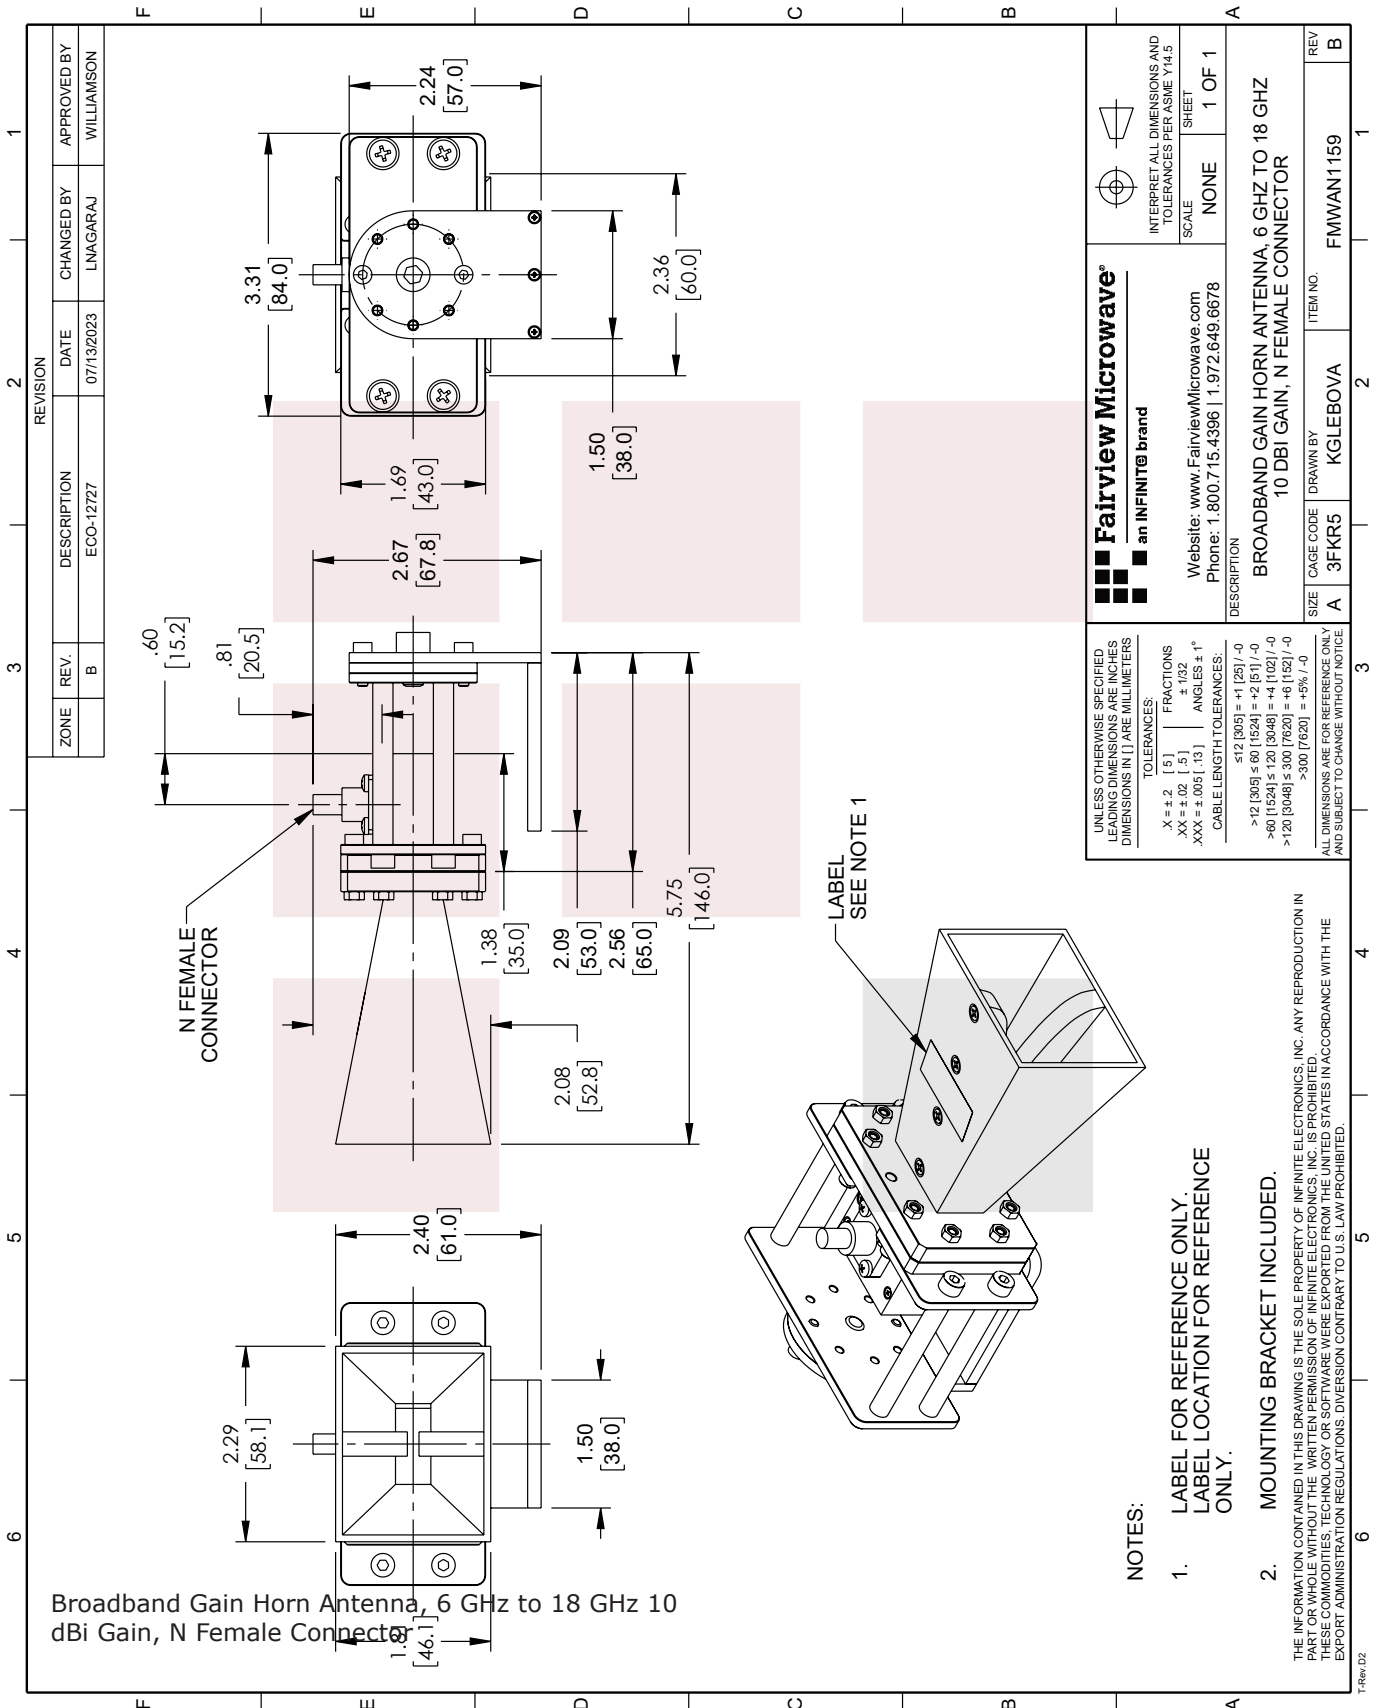 REVISION
ZONE
REV.
DESCRIPTION
DATE
CHANGED BY
APPROVED BY
B
ECO-12727
07/13/2023
LNAGARAJ
WILLIAMSON
6
5
4
3
2
1
F
E
D
C
B
A
2.29
[58.1]
2.40
[61.0]
1.50
[38.0]
1.81
[46.1]
N FEMALE
CONNECTOR
.60
[15.2]
.81
[20.5]
2.67
[67.8]
1.38
[35.0]
2.09
[53.0]
2.56
[65.0]
5.75
[146.0]
2.08
[52.8]
3.31
[84.0]
2.24
[57.0]
1.69
[43.0]
1.50
[38.0]
2.36
[60.0]
LABEL
SEE NOTE 1
NOTES:
1. LABEL FOR REFERENCE ONLY.
LABEL LOCATION FOR REFERENCE
ONLY.
2. MOUNTING BRACKET INCLUDED.
THE INFORMATION CONTAINED IN THIS DRAWING IS THE SOLE PROPERTY OF INFINITE ELECTRONICS, INC. ANY REPRODUCTION IN
PART OR WHOLE WITHOUT THE WRITTEN PERMISSION OF INFINITE ELECTRONICS, INC. IS PROHIBITED.
THESE COMMODITIES, TECHNOLOGY OR SOFTWARE WERE EXPORTED FROM THE UNITED STATES IN ACCORDANCE WITH THE
EXPORT ADMINISTRATION REGULATIONS. DIVERSION CONTRARY TO U.S. LAW PROHIBITED.
UNLESS OTHERWISE SPECIFIED
LEADING DIMENSIONS ARE INCHES
DIMENSIONS IN [ ] ARE MILLIMETERS
TOLERANCES:
.X = ± .2 [ 5 ] FRACTIONS
.XX = ± .02 [ .5 ] ± 1/32
.XXX = ± .005 [ .13 ] ANGLES ± 1°
CABLE LENGTH TOLERANCES:
≤12 [305] = +1 [25] / -0
>12 [305] ≤ 60 [1524] = +2 [51] / -0
>60 [1524] ≤ 120 [3048] = +4 [102] / -0
>120 [3048] ≤ 300 [7620] = +6 [152] / -0
>300 [7620] = +5% / -0
ALL DIMENSIONS ARE FOR REFERENCE ONLY
AND SUBJECT TO CHANGE WITHOUT NOTICE.
Fairview Microwave®
an INFINIT@ brand
Website: www.FairviewMicrowave.com
Phone: 1.800.715.4396 | 1.972.649.6678
INTERPRET ALL DIMENSIONS AND
TOLERANCES PER ASME Y14.5
SCALE
NONE
SHEET
1 OF 1
DESCRIPTION
BROADBAND GAIN HORN ANTENNA, 6 GHZ TO 18 GHZ
10 DBI GAIN, N FEMALE CONNECTOR
SIZE
A
CAGE CODE
3FKR5
DRAWN BY
KGLEBOVA
ITEM NO.
FMWAN1159
REV
B
6
5
4
3
2
1
F
E
D
C
B
A
T-Rev.D2
Broadband Gain Horn Antenna, 6 GHz to 18 GHz 10
dBi Gain, N Female Connector